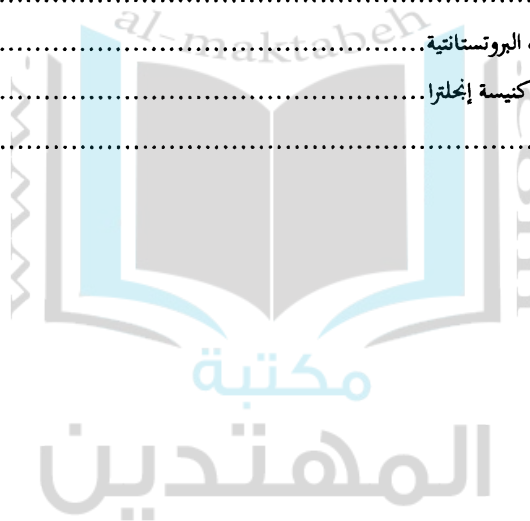 ................................................
al-maktabeh
البروتستانتية................................................
كنيسة إنجلترا................................................
................................................
مكتبة
المهتدين